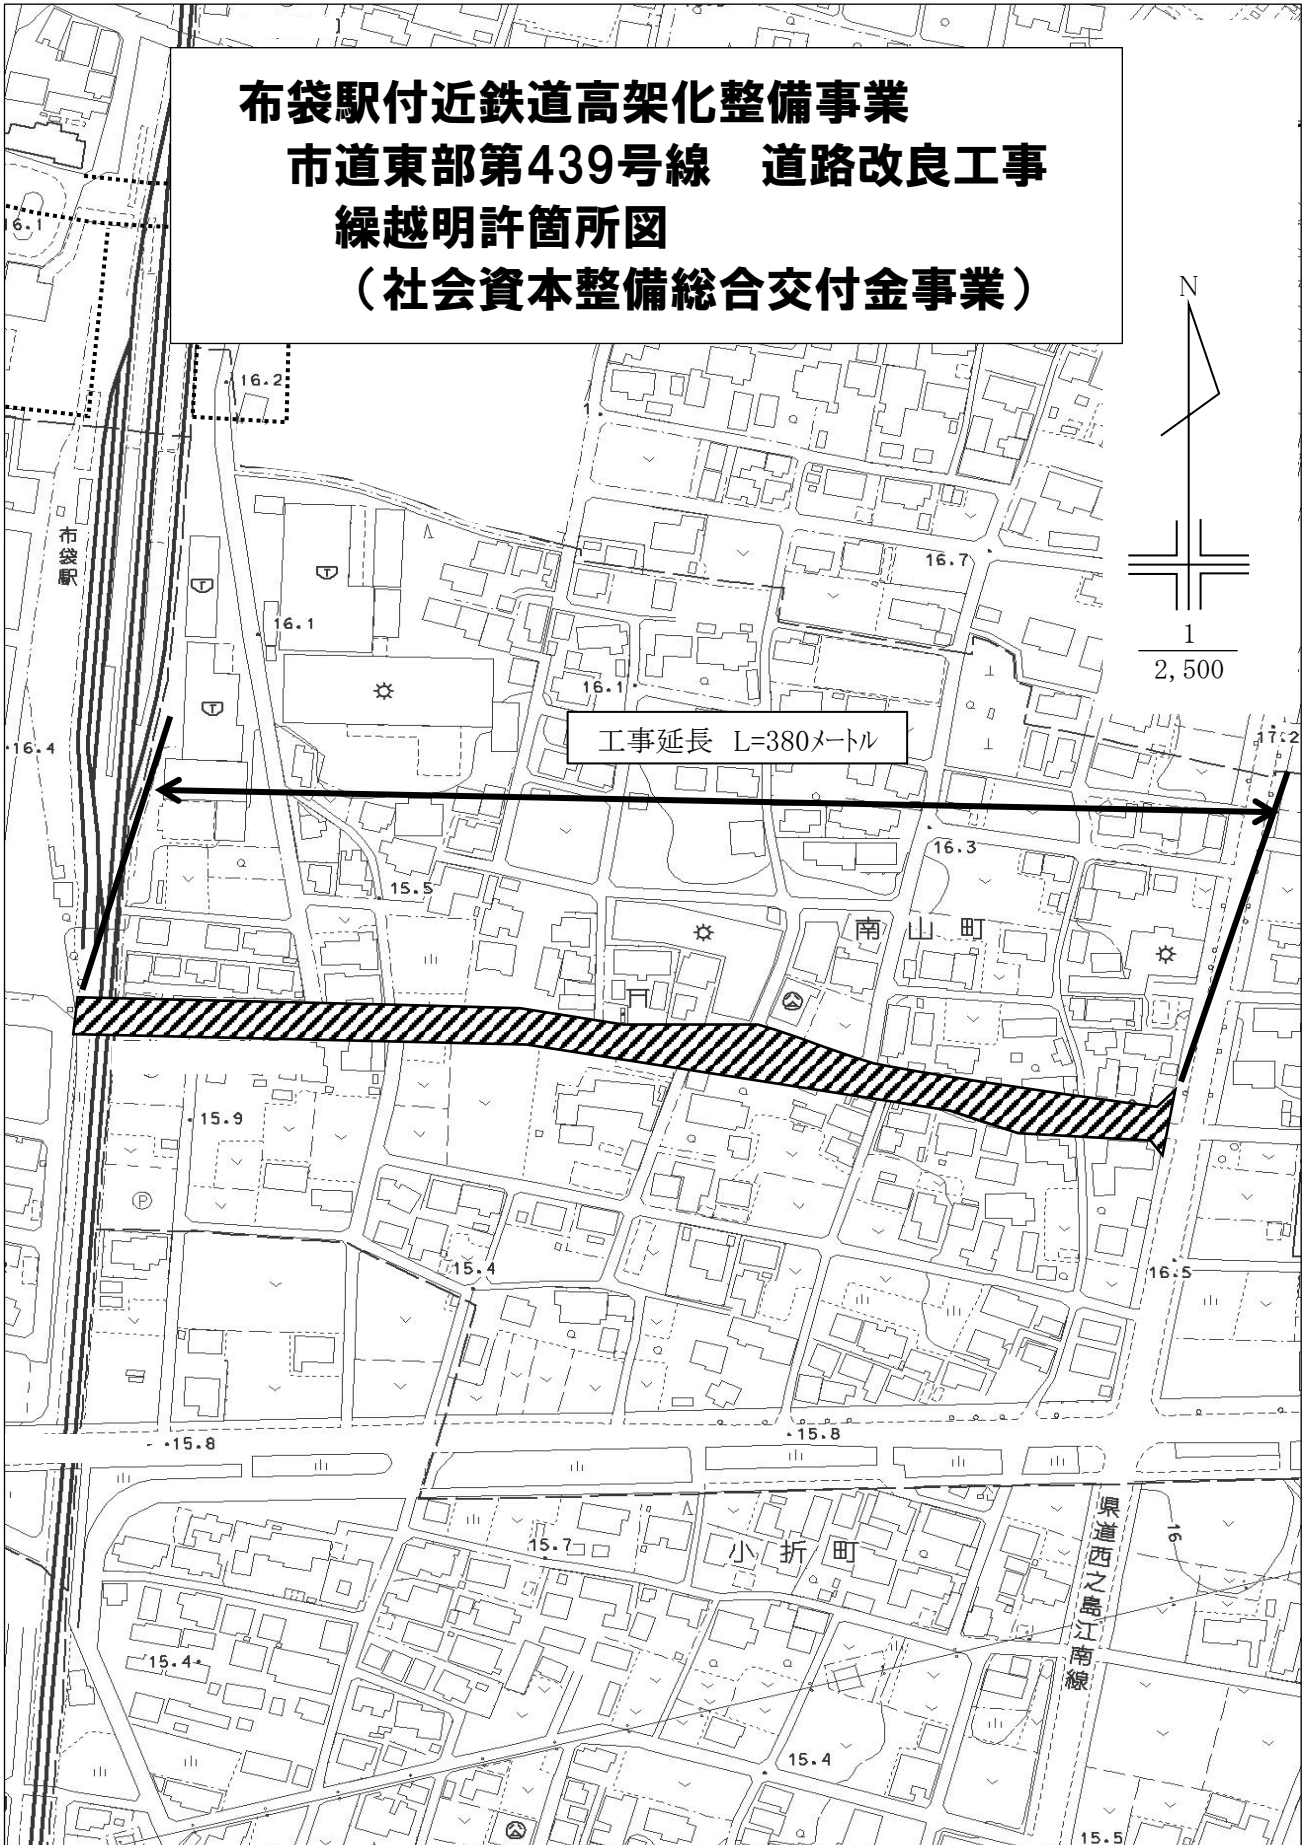 布袋駅付近鉄道高架化整備事業
市道東部第439号線　道路改良工事
繰越明許箇所図
（社会資本整備総合交付金事業）
N
1
2,500
16.1
16.2
布袋駅
16.7
16.1
16.1
工事延長　L=380メートル
17.2
16.4
16.3
15.5
南山町
15.9
P
15.4
16.5
15.8
15.8
県道西之島江南線
16
15.7
小折町
15.4
15.4
15.5